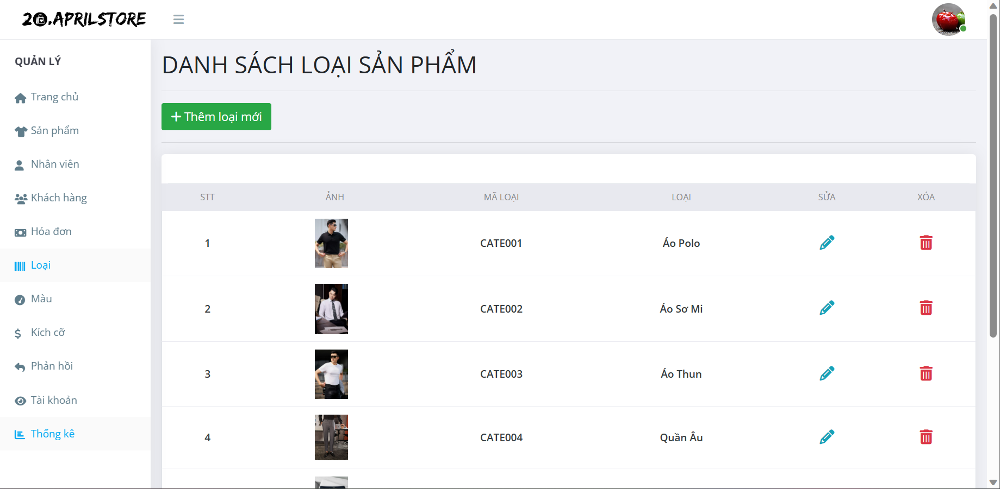 20.APRILSTORE
QUẢN LÝ
Trang chủ
Sản phẩm
Nhân viên
Khách hàng
Hóa đơn
Loại
Màu
Kích cỡ
Phản hồi
Tài khoản
Thống kê
DANH SÁCH LOẠI SẢN PHẨM
+ Thêm loại mới
STT ẢNH MÃ LOẠI LOẠI SỬA XÓA
1 CATE001 Áo Polo
2 CATE002 Áo Sơ Mi
3 CATE003 Áo Thun
4 CATE004 Quần Âu